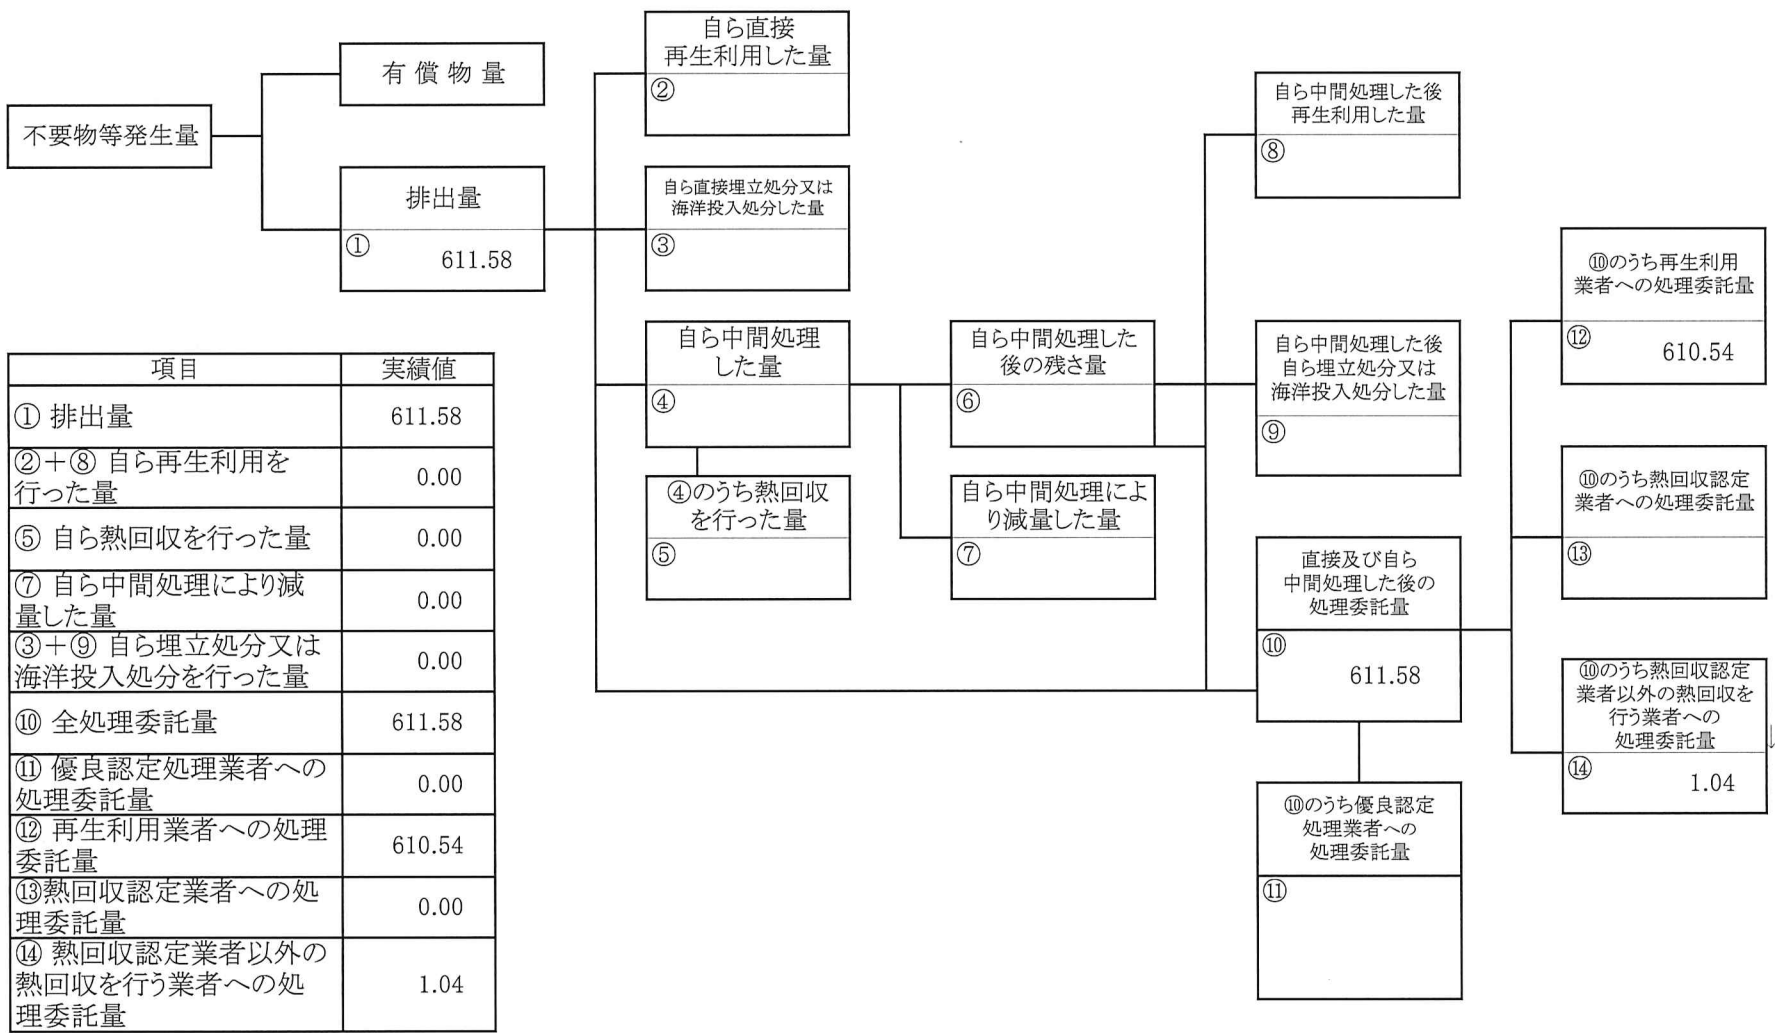 不要物等発生量
有償物量
排出量
①
611.58
自ら直接
再生利用した量
②
自ら直接埋立処分又は
海洋投入処分した量
③
自ら中間処理
した量
④
④のうち熱回収
を行った量
⑤
自ら中間処理した
後の残さ量
⑥
自ら中間処理によ
り減量した量
⑦
自ら中間処理した後
再生利用した量
⑧
自ら中間処理した後
自ら埋立処分又は
海洋投入処分した量
⑨
直接及び自ら
中間処理した後の
処理委託量
⑩
611.58
⑩のうち優良認定
処理業者への
処理委託量
⑪
⑩のうち再生利用
業者への処理委託量
⑫
610.54
⑩のうち熱回収認定
業者への処理委託量
⑬
⑩のうち熱回収認定
業者以外の熱回収を
行う業者への
処理委託量
⑭
1.04
項目 実績値
① 排出量 611.58
②+⑧ 自ら再生利用を
行った量 0.00
⑤ 自ら熱回収を行った量 0.00
⑦ 自ら中間処理により減
量した量 0.00
③+⑨ 自ら埋立処分又は
海洋投入処分を行った量 0.00
⑩ 全処理委託量 611.58
⑪ 優良認定処理業者への
処理委託量 0.00
⑫ 再生利用業者への処理
委託量 610.54
⑬熱回収認定業者への処
理委託量 0.00
⑭ 熱回収認定業者以外の
熱回収を行う業者への処
理委託量 1.04